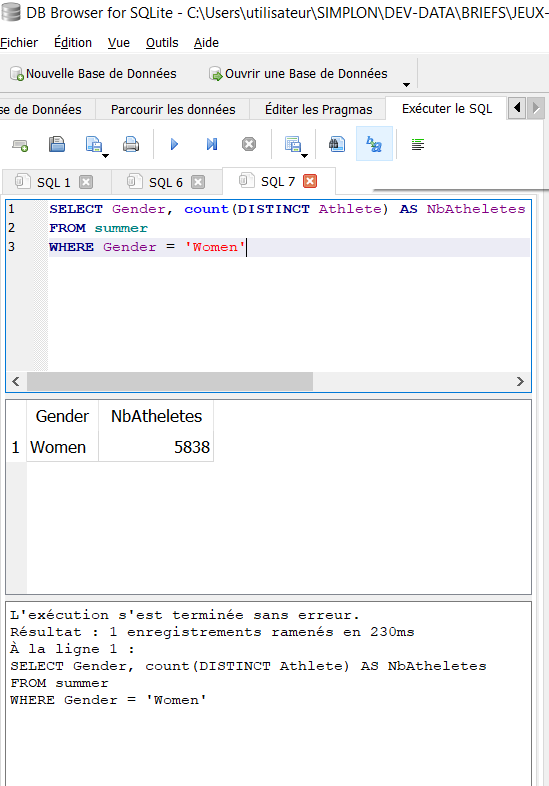 DB Browser for SQLite - C:\Users\utilisateur\SIMPLON\DEV-DATA\BRIEFS\JEUX-
Fichier Édition Vue Outils Aide
Nouvelle Base de Données Ouvrir une Base de Données
se de Données Parcourir les données Éditer les Pragmas Exécuter le SQL
SQL 1 SQL 6 SQL 7
1 SELECT Gender, count(DISTINCT Athlete) AS NbAtheletes
2 FROM summer
3 WHERE Gender = 'Women'
Gender NbAtheletes
1 Women 5838
L'exécution s'est terminée sans erreur.
Résultat : 1 enregistrements ramenés en 230ms
À la ligne 1 :
SELECT Gender, count(DISTINCT Athlete) AS NbAtheletes
FROM summer
WHERE Gender = 'Women'